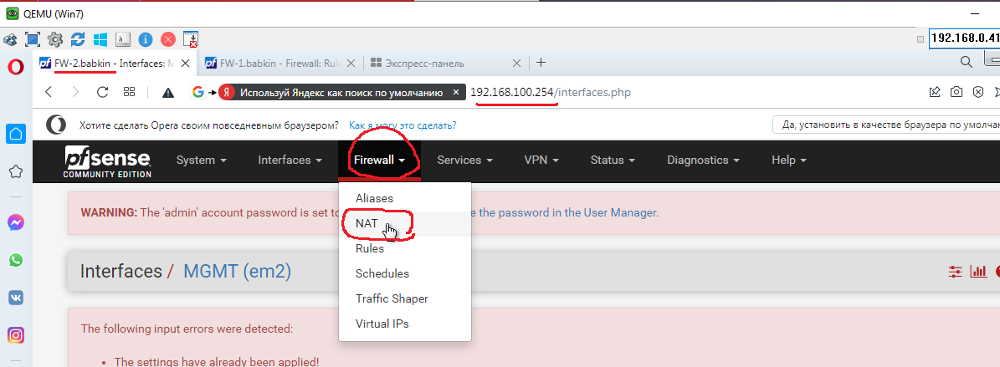 QEMU (Win7)
192.168.0.41
FW-2.babkin - Interfaces: M
FW-1.babkin - Firewall: Rul
Экспресс-панель
Используй Яндекс как поиск по умолчанию
192.168.100.254/interfaces.php
Хотите сделать Opera своим повседневным браузером? Как я могу это сделать?
Да, установить в качестве браузера по умолчан
pfsense
COMMUNITY EDITION
System
Interfaces
Firewall
Services
VPN
Status
Diagnostics
Help
Aliases
NAT
Rules
Schedules
Traffic Shaper
Virtual IPs
WARNING: The 'admin' account password is set to
e the password in the User Manager.
Interfaces / MGMT (em2)
The following input errors were detected:
The settings have already been applied!